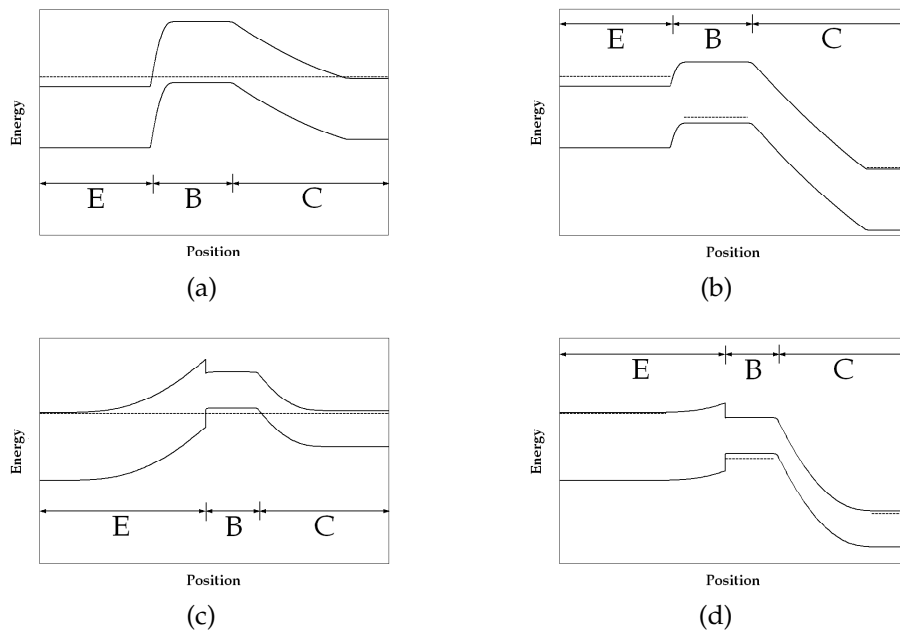 Energy
E B C
Position
(a)
Energy
E B C
Position
(b)
Energy
E B C
Position
(c)
Energy
E B C
Position
(d)